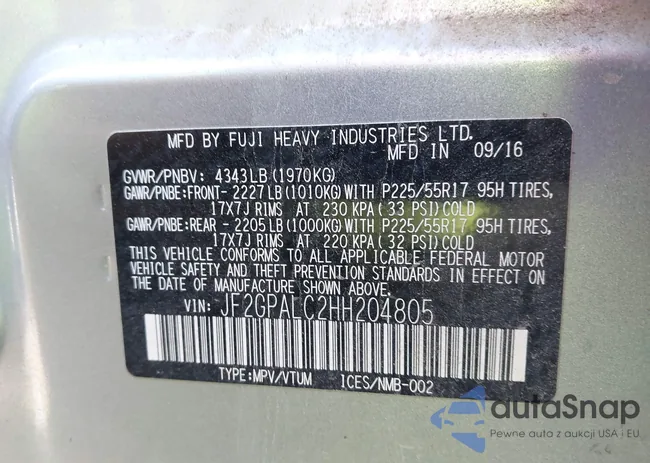 MFD BY FUJI HEAVY INDUSTRIES LTD.
MFD IN 09/16
GVWR/PNBV: 4343LB (1970KG)
GAWR/PNBE:FRONT- 2227LB (1010KG) WITH P225/55R17 95H TIRES,
17X7J RIMS AT 230 KPA (33 PSI) COLD
GAWR/PNBE:REAR - 2205LB (1000KG) WITH P225/55R17 95H TIRES,
17X7J RIMS AT 220 KPA (32 PSI) COLD
THIS VEHICLE CONFORMS TO ALL APPLICABLE FEDERAL MOTOR
VEHICLE SAFETY AND THEFT PREVENTION STANDARDS IN EFFECT ON
THE DATE OF MANUFACTURE SHOWN ABOVE.
VIN: JF2GPALC2HH204805
TYPE:MPV/VTUM ICES/NMB-002
autaSnap
Pewne auta z aukcji USA i EU